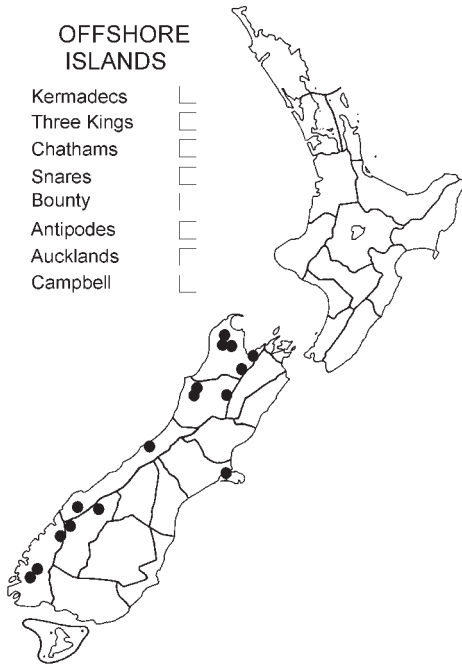 OFFSHORE
ISLANDS
Kermadecs
Three Kings
Chathams
Snares
Bounty
Antipodes
Aucklands
Campbell